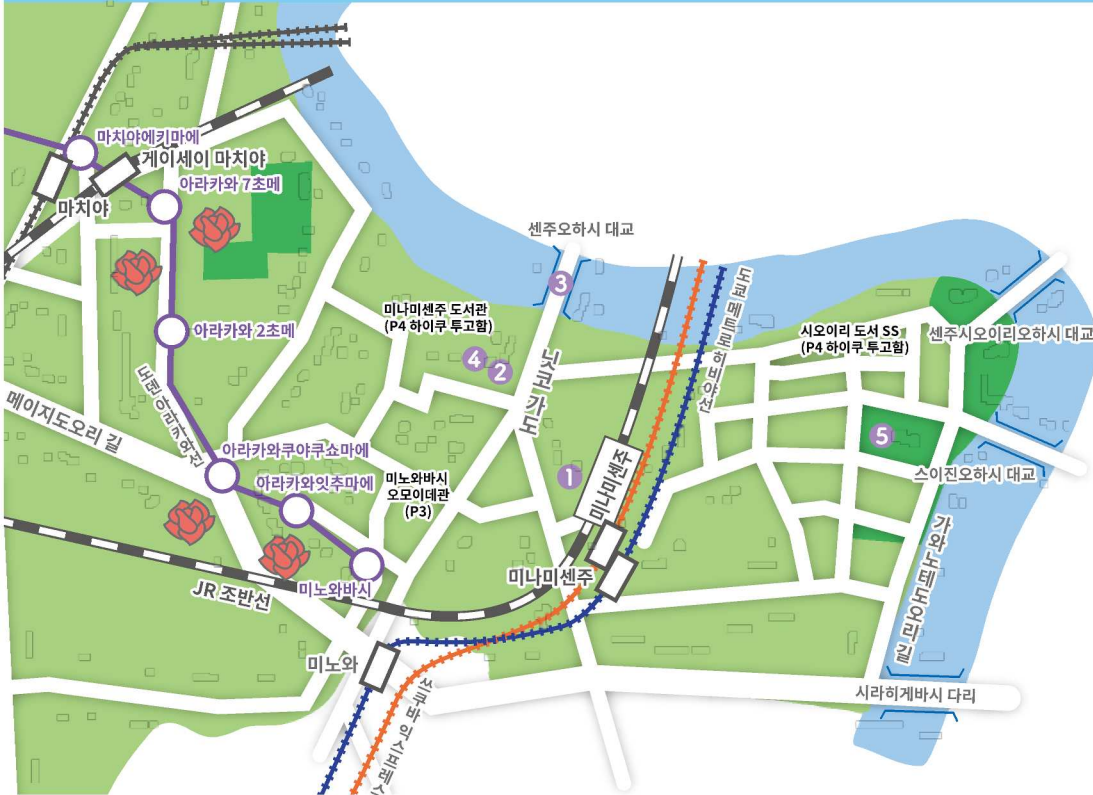 마치야에키마에
게이세이 마치야
마치야
아라카와 7초메
센주오하시 대교
3
미나미센주 도서관
(P4 하이쿠 투고함)
아라카와 2초메
4
2
닛코가도
도쿄 메트로 히비야선
시오이리 도서 SS
(P4 하이쿠 투고함)
센주시오이리오하시 대교
메이지도오리 길
도덴 아라카와선
아라카와쿠야쿠쇼마에
아라카와잇추마에
미노와바시
오모이데관
(P3)
1
미나미센주
5
스이진오하시 대교
JR 조반선
미노와바시
미나미센주
가와노테도오리 길
미노와
쓰쿠바 익스프레스
시라히게바시 다리